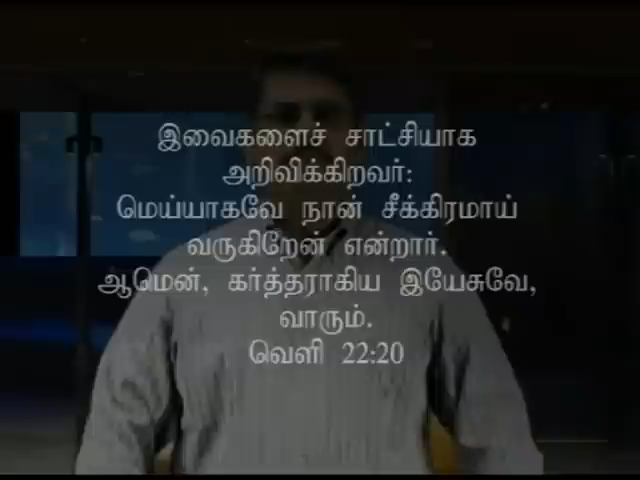 இவைகளைச் சாட்சியாக
அறிவிக்கிறவர்:
மெய்யாகவே நான் சீக்கிரமாய்
வருகிறேன் என்றார்.
ஆமென், கர்த்தராகிய இயேசுவே,
வாரும்.
வெளி 22:20